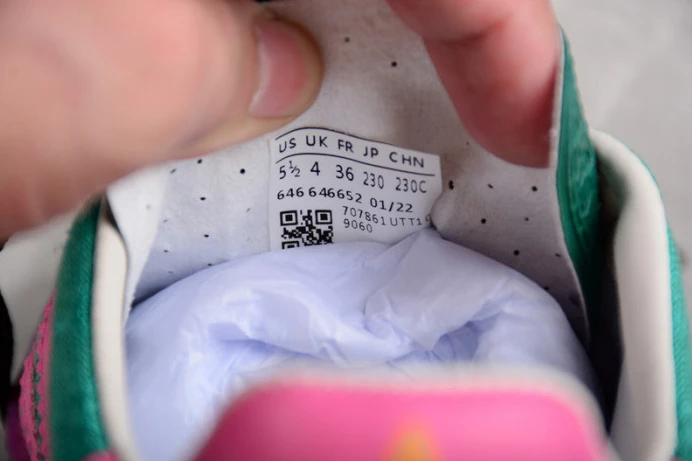 US UK FR JP CHN
5½ 4 36 230 230C
646 646652 01/22
707861 UTT1
9060